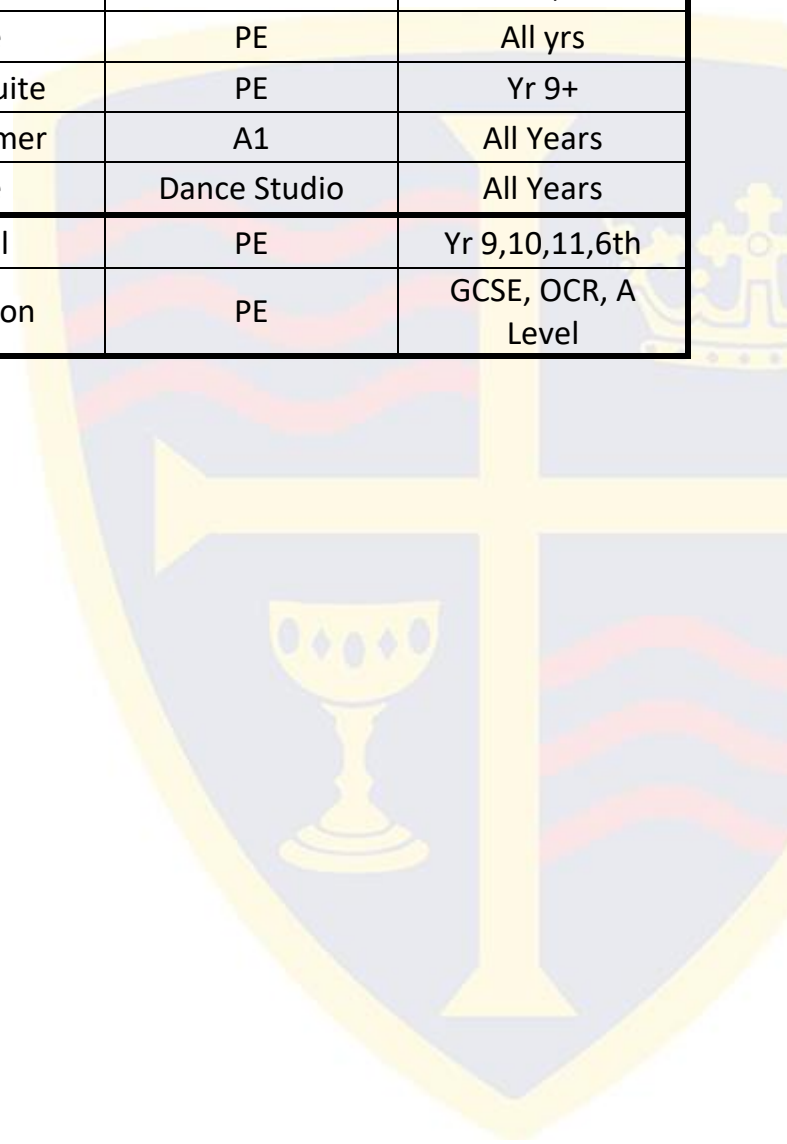 PE All yrs
uite PE Yr 9+
mer A1 All Years
Dance Studio All Years
l PE Yr 9,10,11,6th
on PE GCSE, OCR, A
Level